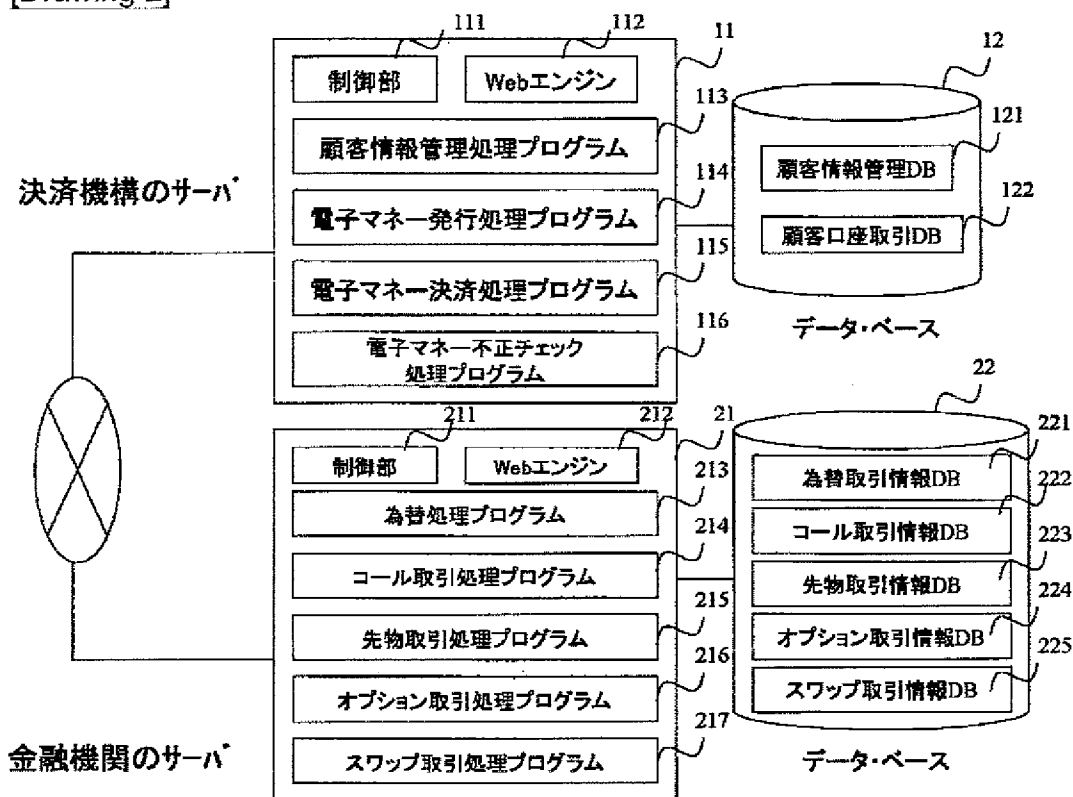 [Drawing 2]
111
112
11
制御部
Webエンジン
113
顧客情報管理処理プログラム
114
決済機構のサーバ
電子マネー発行処理プログラム
115
電子マネー決済処理プログラム
116
電子マネー不正チェック
処理プログラム
12
121
顧客情報管理DB
122
顧客口座取引DB
データ・ベース
211
212
21
制御部
Webエンジン
213
為替処理プログラム
214
コール取引処理プログラム
215
先物取引処理プログラム
216
オプション取引処理プログラム
217
金融機関のサーバ
スワップ取引処理プログラム
22
221
為替取引情報DB
222
コール取引情報DB
223
先物取引情報DB
224
オプション取引情報DB
225
スワップ取引情報DB
データ・ベース